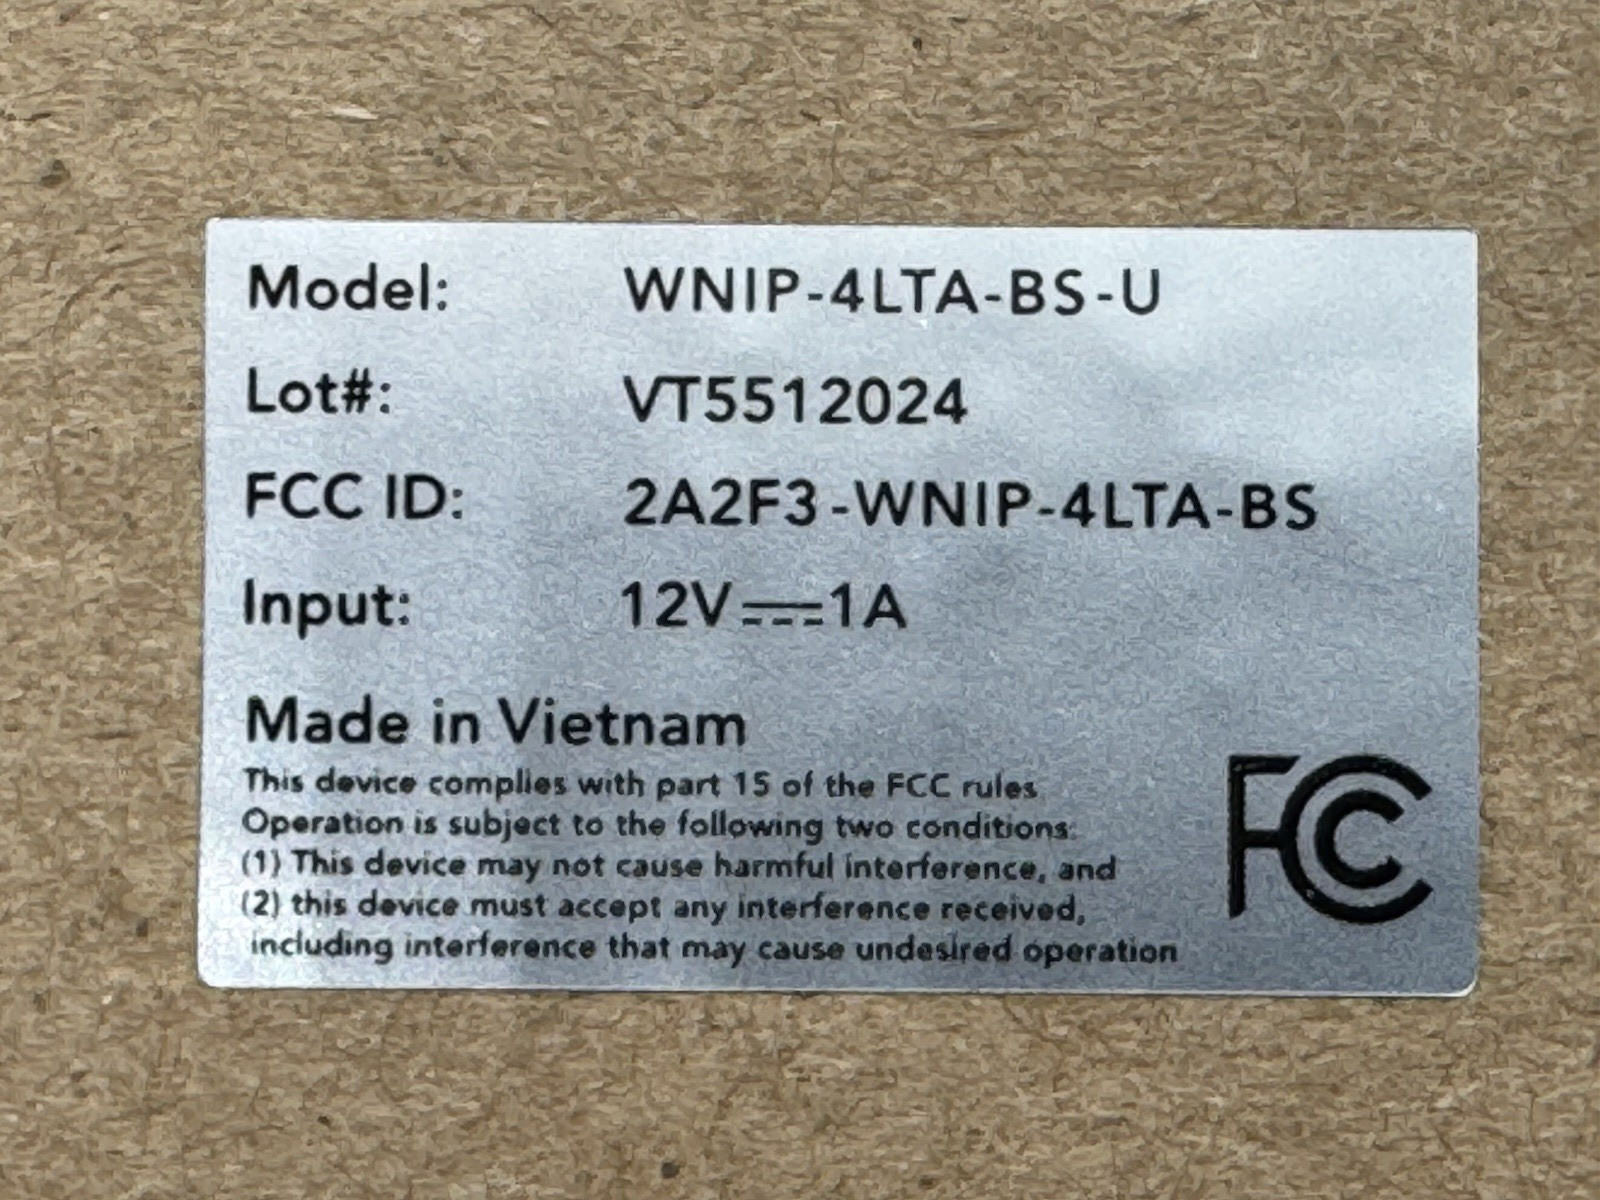 Model: WNIP-4LTA-BS-U
Lot#: VT5512024
FCC ID: 2A2F3-WNIP-4LTA-BS
Input: 12V⎓1A
Made in Vietnam
This device complies with part 15 of the FCC rules
Operation is subject to the following two conditions:
(1) This device may not cause harmful interference, and
(2) this device must accept any interference received,
including interference that may cause undesired operation
FCC